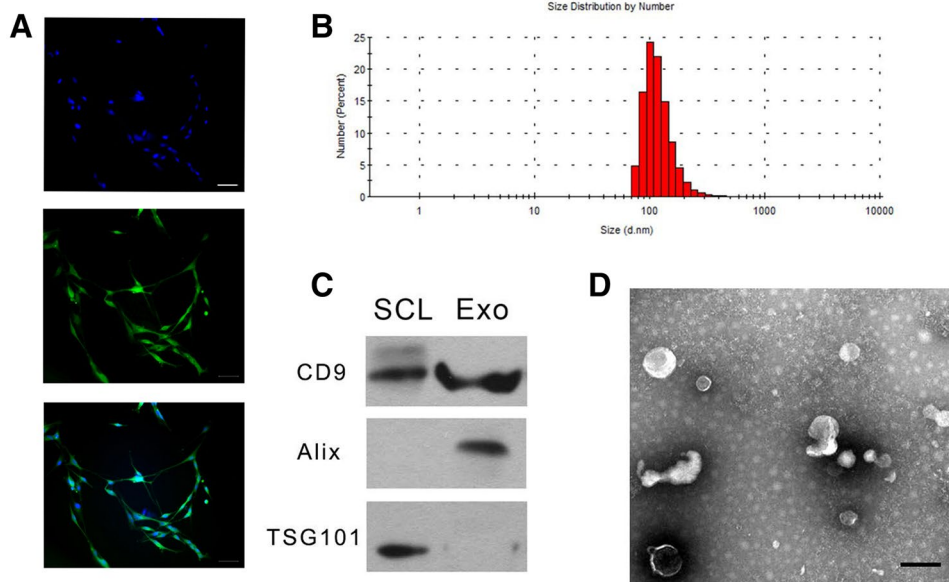 A
B
Size Distribution by Number
25
20
15
10
5
0
Number (Percent)
1
10
100
1000
10000
Size (d.nm)
C
SCL Exo
CD9
Alix
TSG101
D